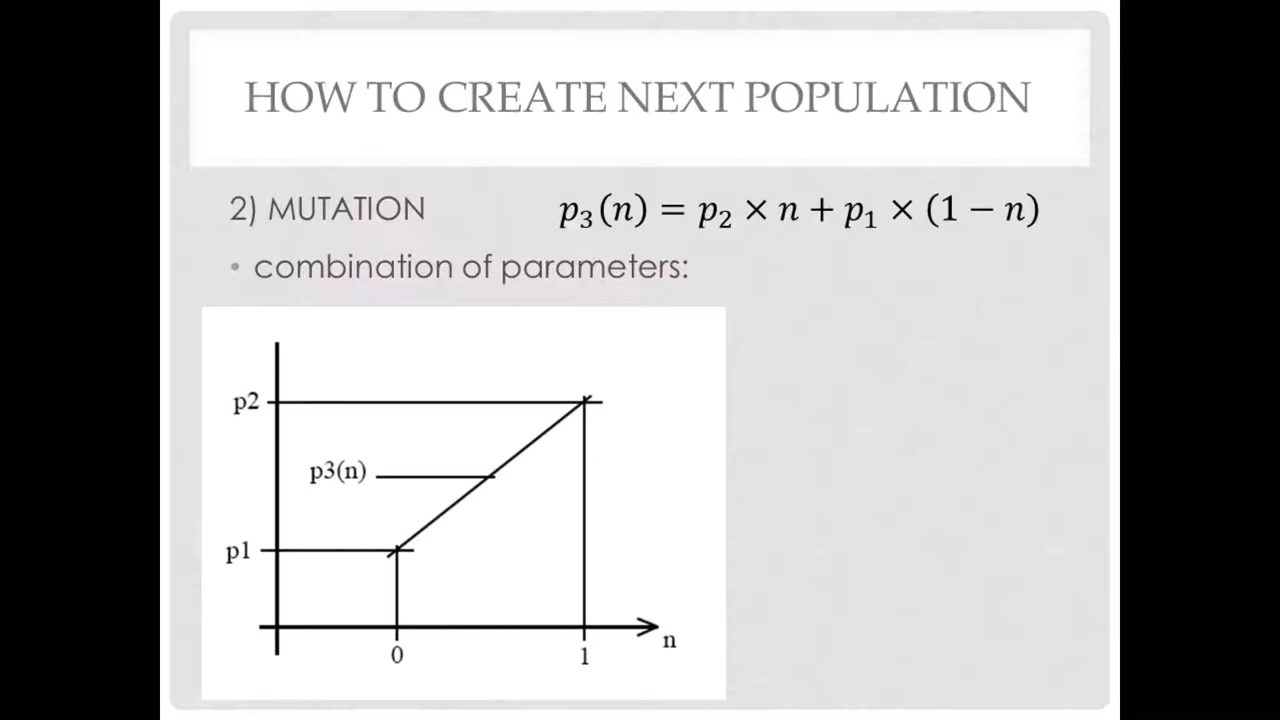 HOW TO CREATE NEXT POPULATION
2) MUTATION p₃(n) = p₂ × n + p₁ × (1 − n)
• combination of parameters:
p2
p3(n)
p1
n
0 1